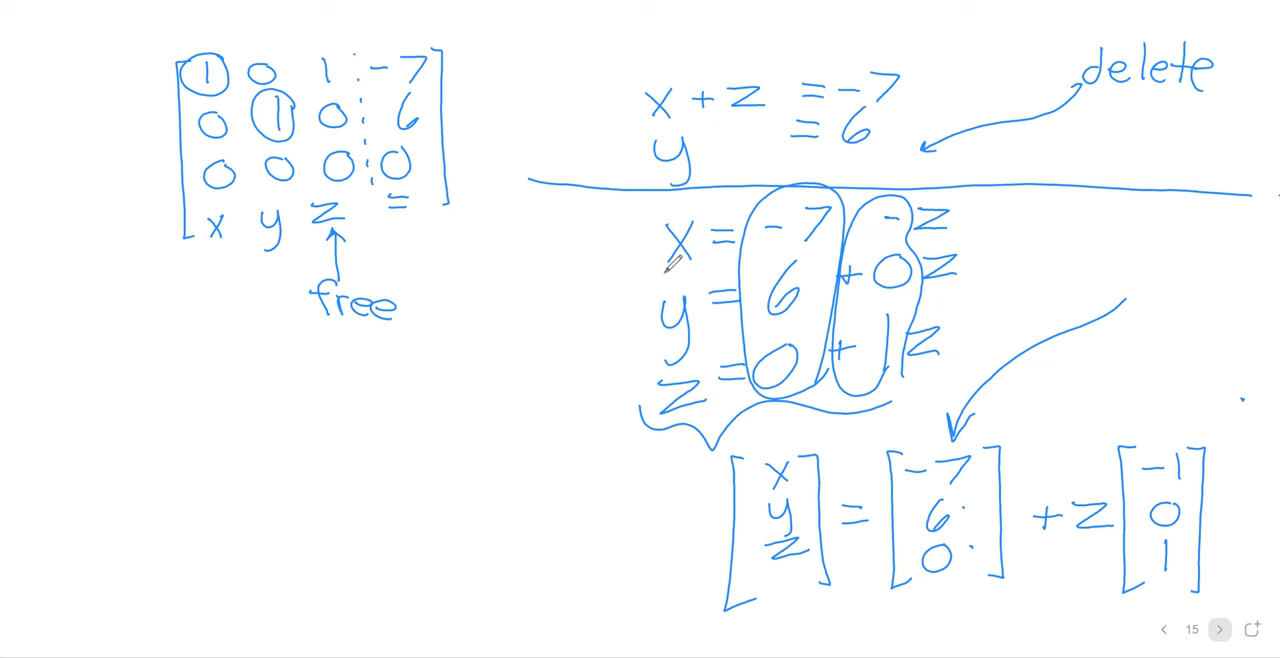 1 0 1 ⋮ -7
0 1 0 ⋮ 6
0 0 0 ⋮ 0
x y z =
↑
free
x + z = -7
y = 6
delete
x = -7 -z
y = 6 + 0z
z = 0 + 1z
[x y z] = [-7 6 0] + z [-1 0 1]
15